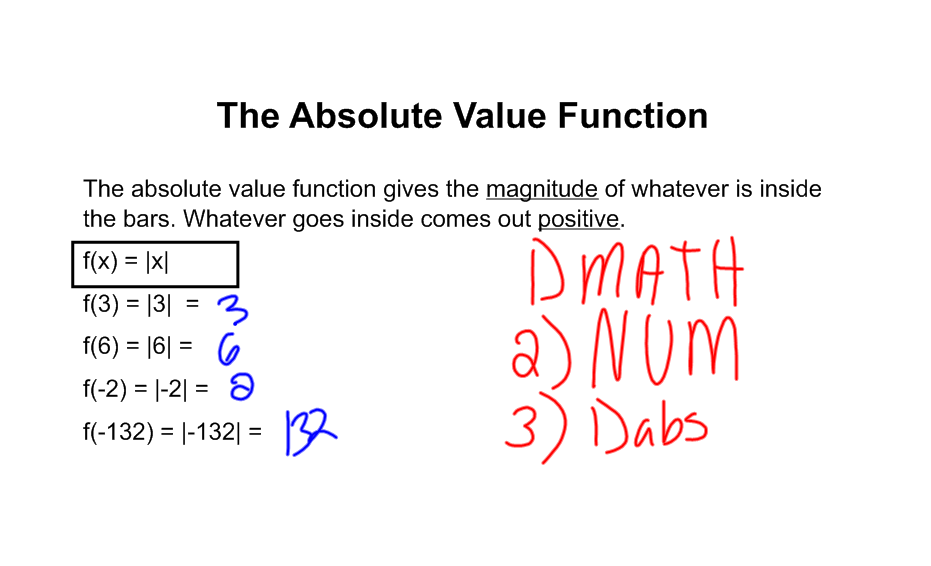 The Absolute Value Function
The absolute value function gives the magnitude of whatever is inside
the bars. Whatever goes inside comes out positive.
f(x) = |x|
f(3) = |3| = 3
f(6) = |6| = 6
f(-2) = |-2| = 2
f(-132) = |-132| = 132
1) MATH
2) NUM
3) 1) abs